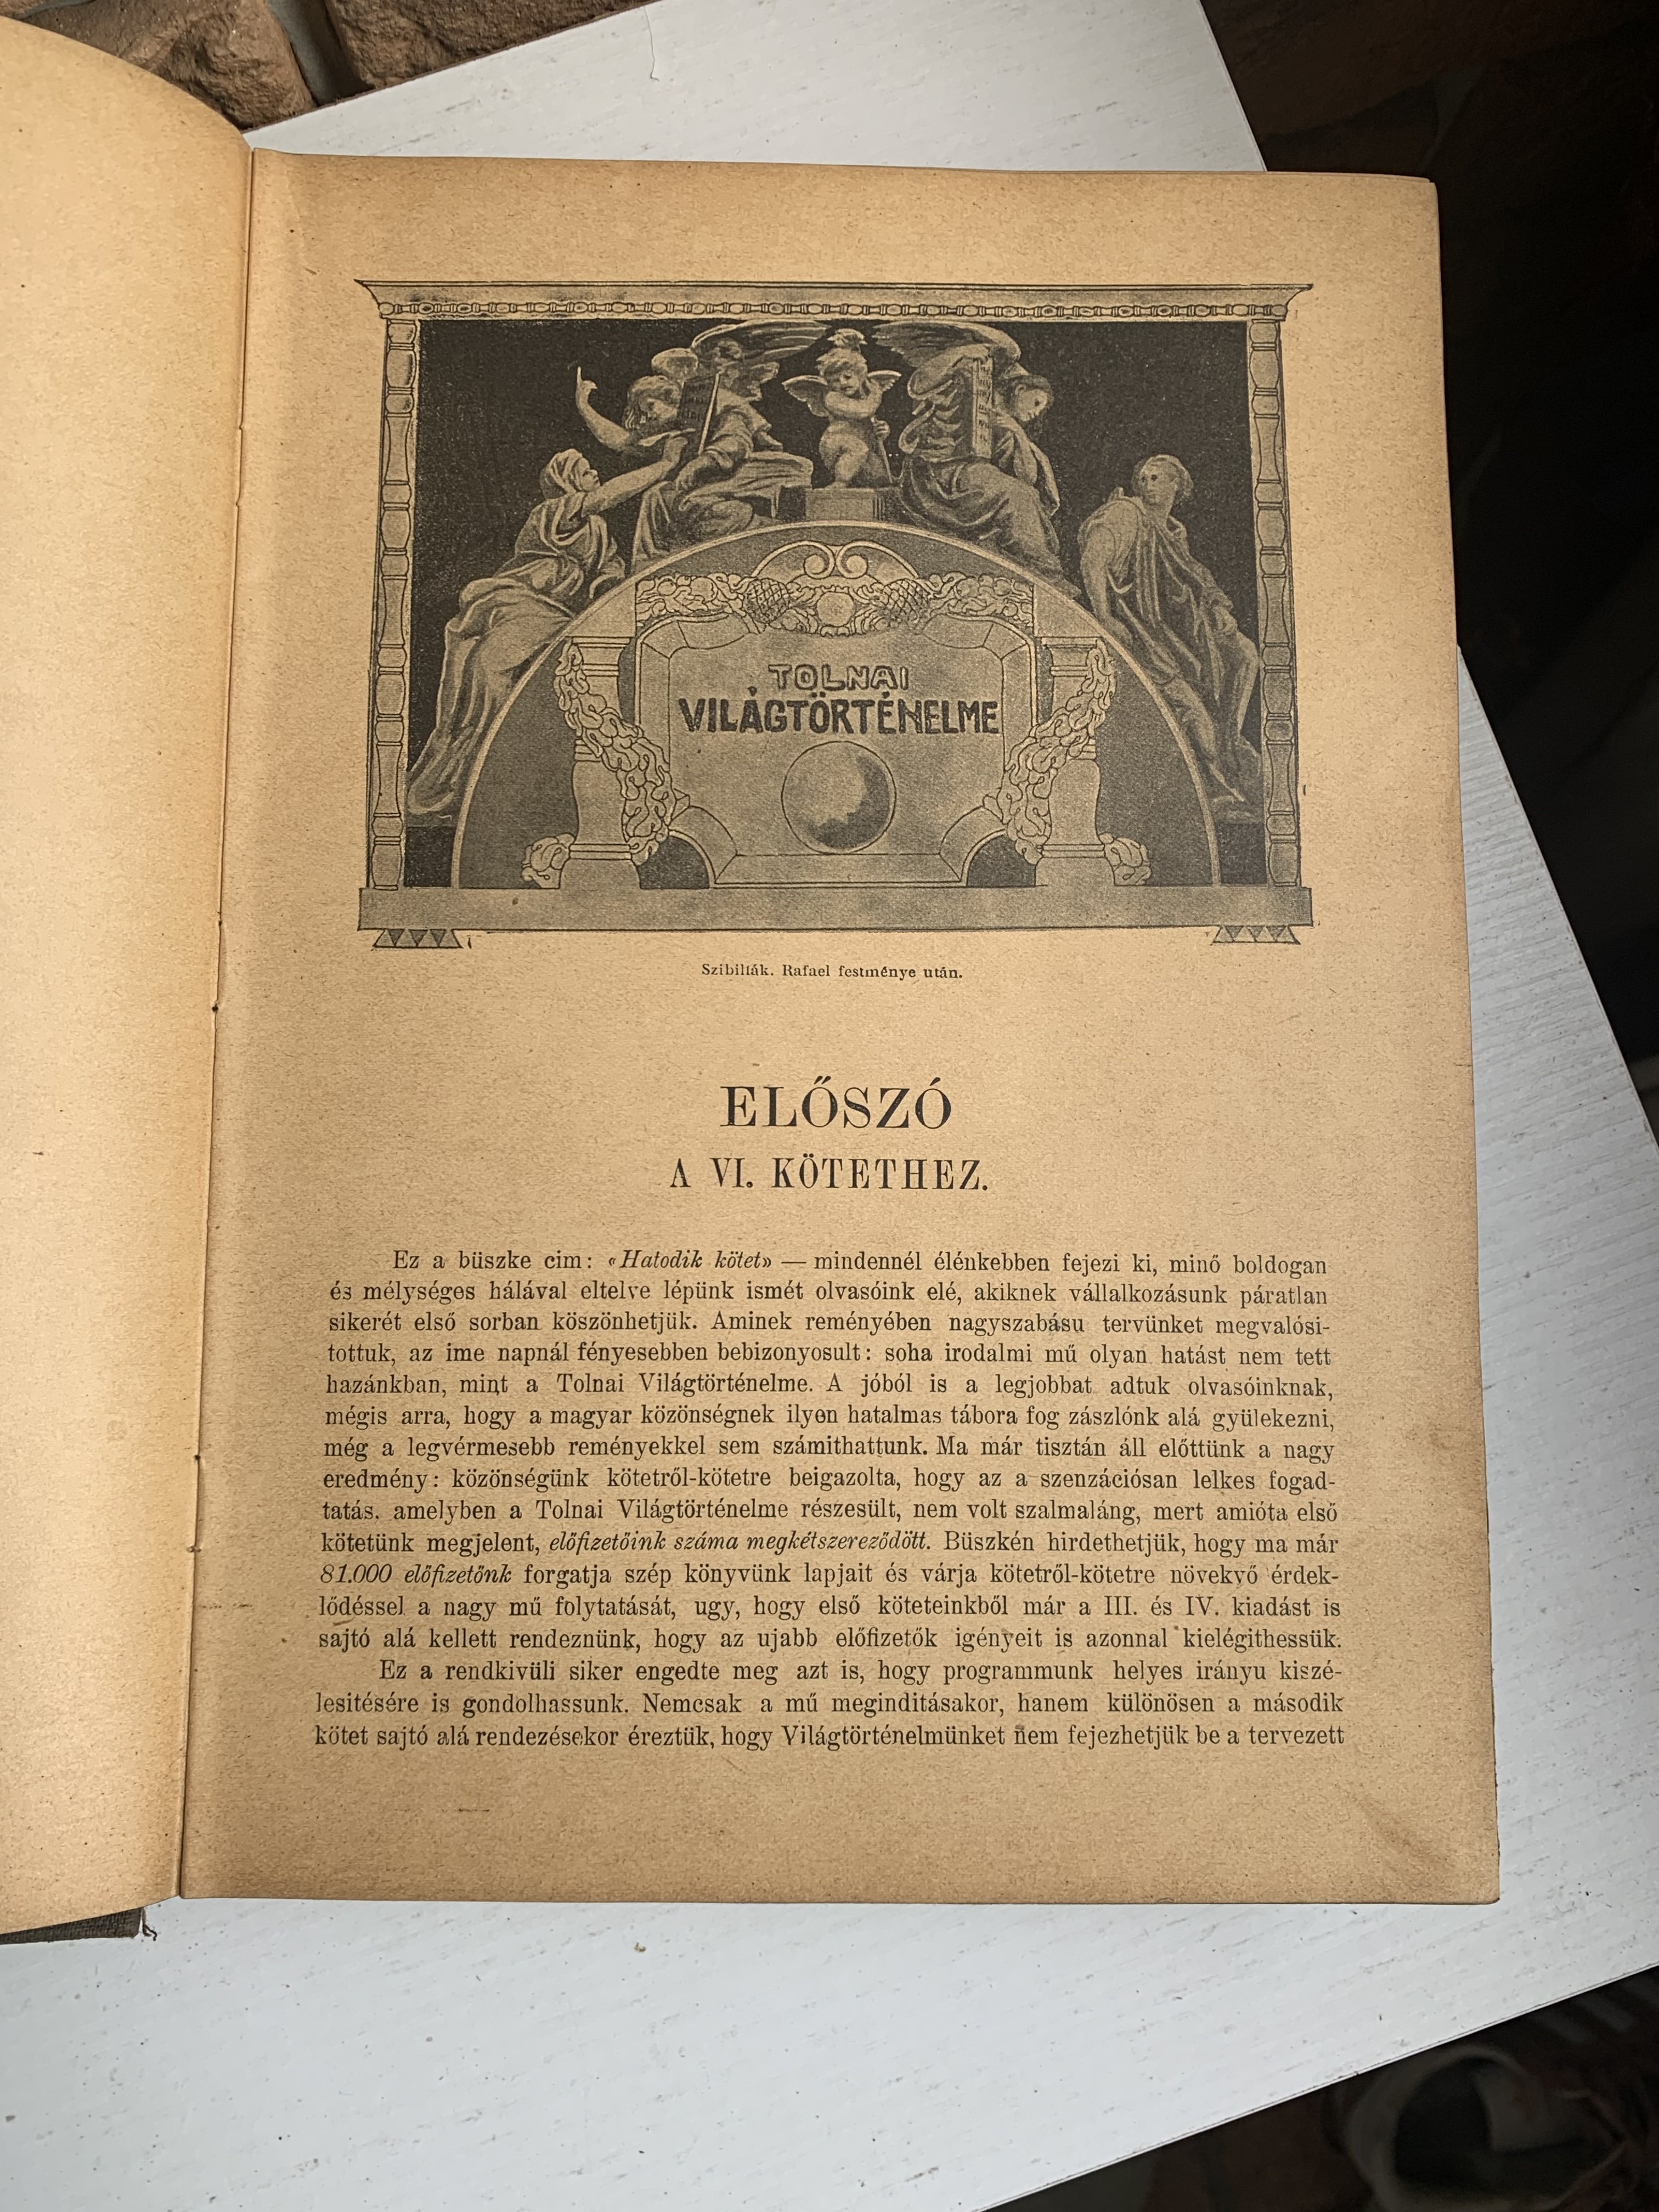 TOLNAI
VILÁGTÖRTÉNELME
Szibillák. Rafael festménye után.
ELŐSZÓ
A VI. KÖTETHEZ.
Ez a büszke cim: «Hatodik kötet» — mindennél élénkebben fejezi ki, minő boldogan
és mélységes hálával eltelve lépünk ismét olvasóink elé, akiknek vállalkozásunk páratlan
sikerét első sorban köszönhetjük. Aminek reményében nagyszabásu tervünket megvalósi-
tottuk, az ime napnál fényesebben bebizonyosult: soha irodalmi mű olyan hatást nem tett
hazánkban, mint a Tolnai Világtörténelme. A jóból is a legjobbat adtuk olvasóinknak,
mégis arra, hogy a magyar közönségnek ilyen hatalmas tábora fog zászlónk alá gyülekezni,
még a legvérmesebb reményekkel sem számithattunk. Ma már tisztán áll előttünk a nagy
eredmény: közönségünk kötetről-kötetre beigazolta, hogy az a szenzációsan lelkes fogad-
tatás. amelyben a Tolnai Világtörténelme részesült, nem volt szalmaláng, mert amióta első
kötetünk megjelent, előfizetőink száma megkétszereződött. Büszkén hirdethetjük, hogy ma már
81.000 előfizetőnk forgatja szép könyvünk lapjait és várja kötetről-kötetre növekvő érdek-
lődéssel a nagy mű folytatását, ugy, hogy első köteteinkből már a III. és IV. kiadást is
sajtó alá kellett rendeznünk, hogy az ujabb előfizetők igényeit is azonnal kielégithessük.
Ez a rendkivüli siker engedte meg azt is, hogy programmunk helyes irányu kiszé-
lesitésére is gondolhassunk. Nemcsak a mű meginditásakor, hanem különösen a második
kötet sajtó alá rendezésekor éreztük, hogy Világtörténelmünket nem fejezhetjük be a tervezett